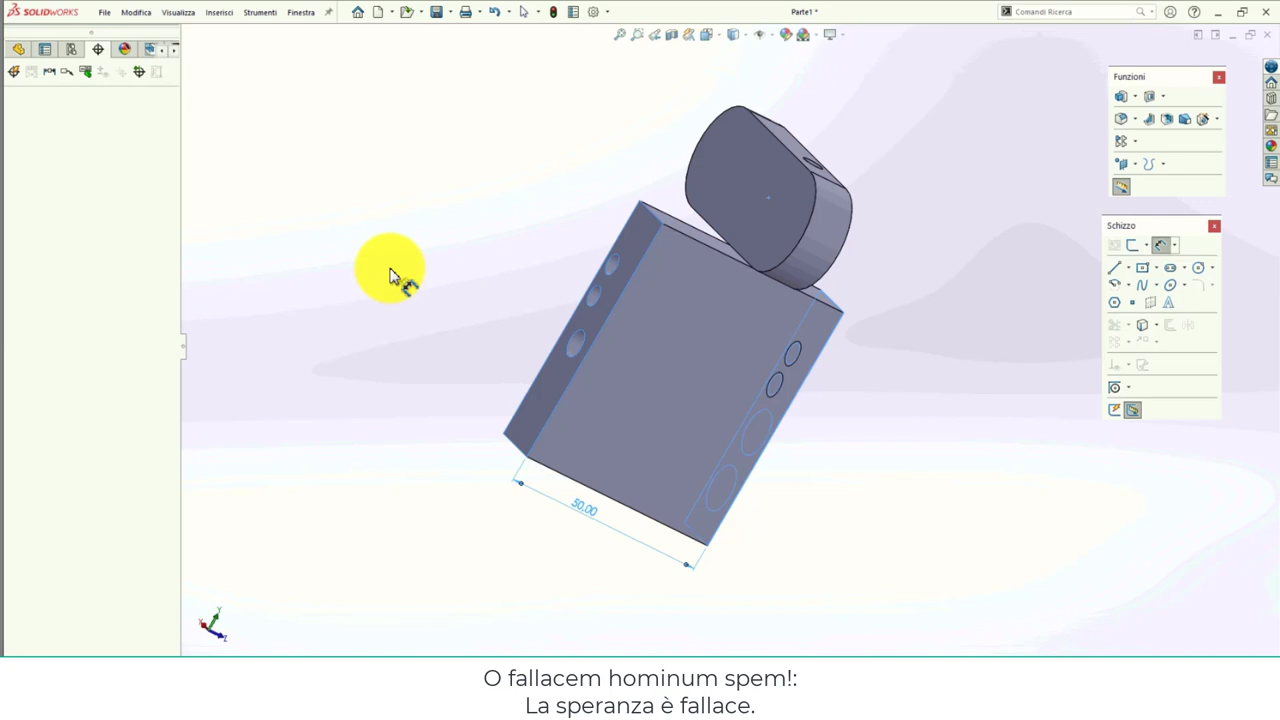 SOLIDWORKS File Modifica Visualizza Inserisci Strumenti Finestra Parte1 * Comandi Ricerca
Funzioni
Schizzo
50,00
Y
X
Z
O fallacem hominum spem!:
La speranza è fallace.